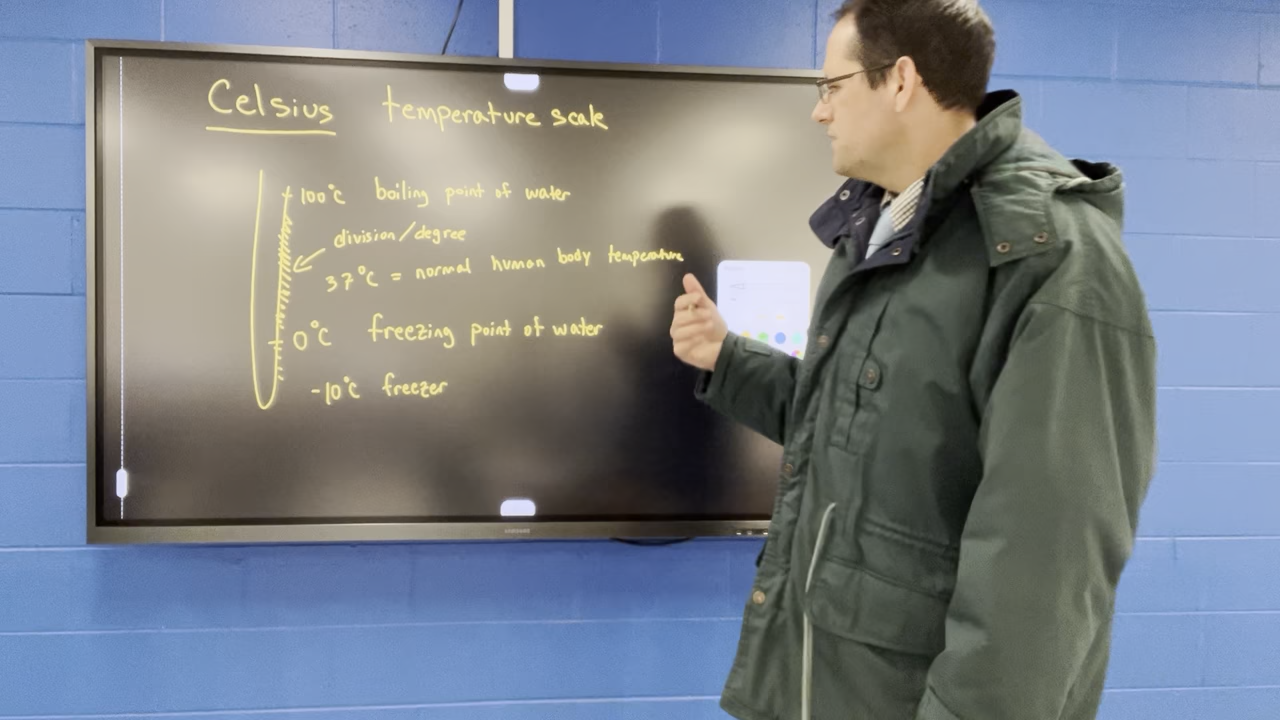 Celsius temperature scale
100°C boiling point of water
division/degree
37°C = normal human body temperature
0°C freezing point of water
-10°C freezer
SAMSUNG